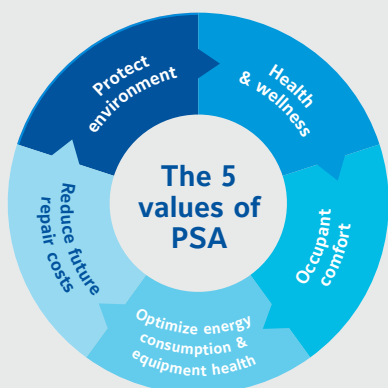 The 5
values of
PSA
Health
& wellness
Occupant
comfort
Optimize energy
consumption &
equipment health
Reduce future
repair costs
Protect
environment